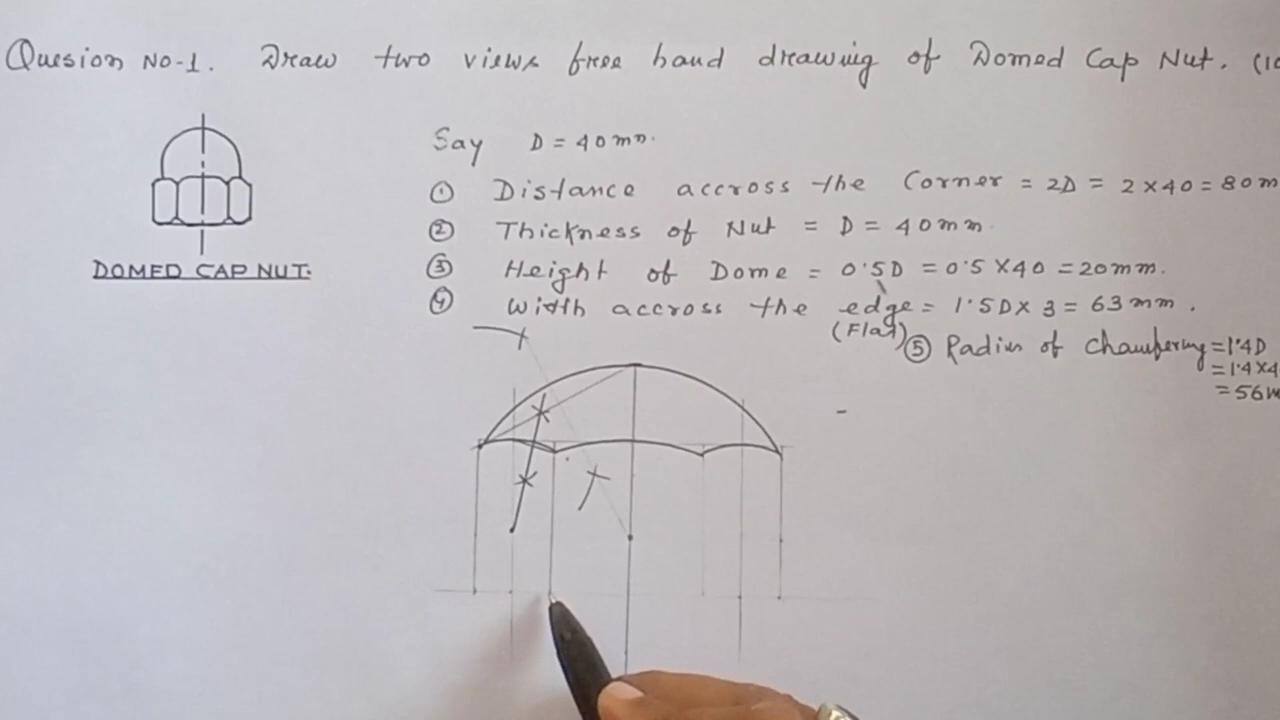 Quesion No-1. Draw two views free hand drawing of Domed Cap Nut. (10
DOMED CAP NUT.
Say D = 40mm.
① Distance accross the Corner = 2D = 2 × 40 = 80m
② Thickness of Nut = D = 40mm.
③ Height of Dome = 0.5D = 0.5 × 40 = 20mm.
④ Width accross the edge = 1.5D × 3 = 63mm.
(Flat)
⑤ Radius of Chamfering = 1.4D
= 1.4 × 4
= 56m